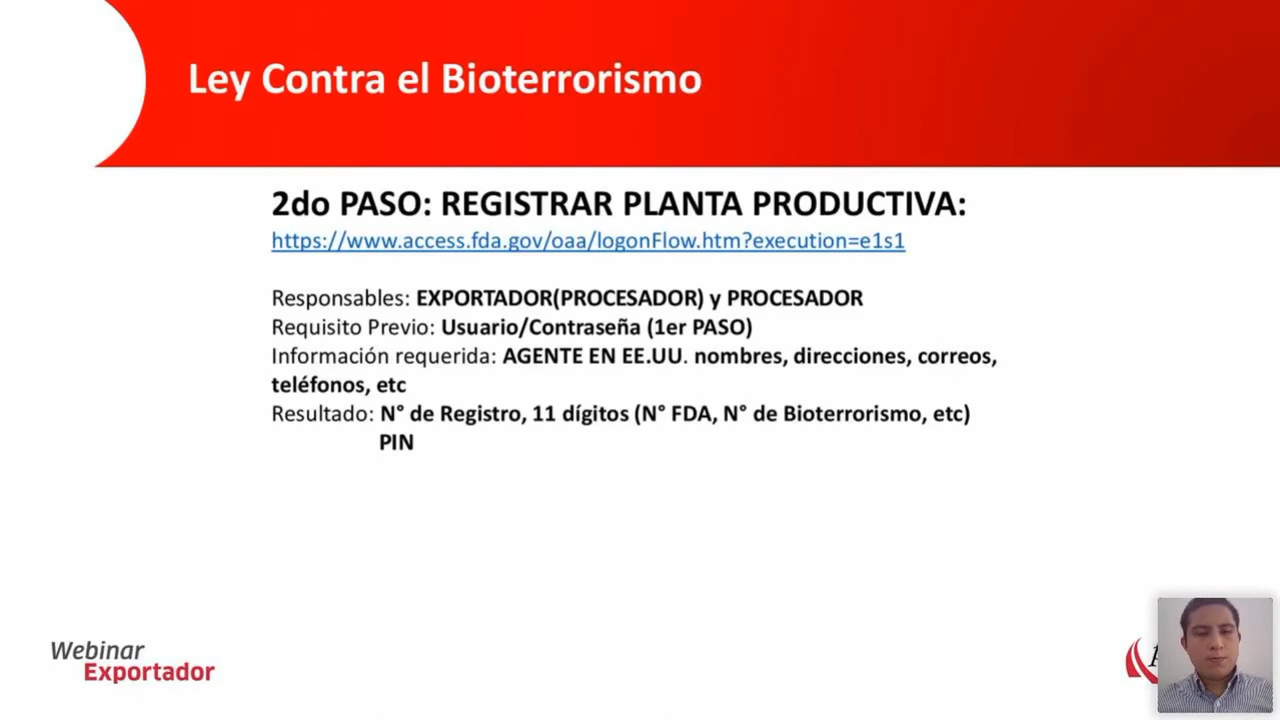 Ley Contra el Bioterrorismo
2do PASO: REGISTRAR PLANTA PRODUCTIVA:
https://www.access.fda.gov/oaa/logonFlow.htm?execution=e1s1
Responsables: EXPORTADOR(PROCESADOR) y PROCESADOR
Requisito Previo: Usuario/Contraseña (1er PASO)
Información requerida: AGENTE EN EE.UU. nombres, direcciones, correos,
teléfonos, etc
Resultado: N° de Registro, 11 dígitos (N° FDA, N° de Bioterrorismo, etc)
PIN
Webinar
Exportador